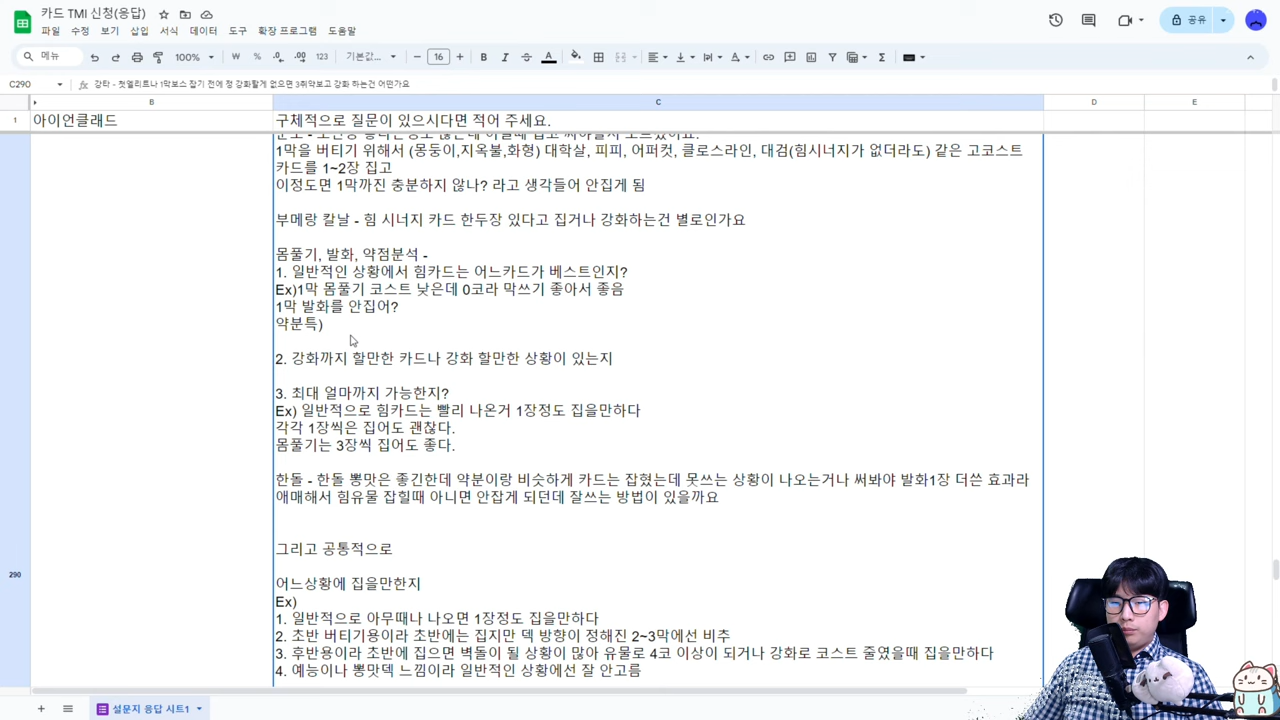 카드 TMI 신청(응답)
파일 수정 보기 삽입 서식 데이터 도구 확장 프로그램 도움말
공유
메뉴
100%
₩ % .0 .00 123
기본값...
16
C290
fx 강타 - 첫엘리트나 1막보스 잡기 전에 정 강화할게 없으면 3취약보고 강화 하는건 어떤가요
B C D E
1 아이언클래드 구체적으로 질문이 있으시다면 적어 주세요.
1막을 버티기 위해서 (몽둥이,지옥불,화형) 대학살, 피피, 어퍼컷, 클로스라인, 대검(힘시너지가 없더라도) 같은 고코스트
카드를 1~2장 집고
이정도면 1막까진 충분하지 않나? 라고 생각들어 안집게 됨
부메랑 칼날 - 힘 시너지 카드 한두장 있다고 집거나 강화하는건 별로인가요
몸풀기, 발화, 약점분석 -
1. 일반적인 상황에서 힘카드는 어느카드가 베스트인지?
Ex)1막 몸풀기 코스트 낮은데 0코라 막쓰기 좋아서 좋음
1막 발화를 안집어?
약분특)
2. 강화까지 할만한 카드나 강화 할만한 상황이 있는지
3. 최대 얼마까지 가능한지?
Ex) 일반적으로 힘카드는 빨리 나온거 1장정도 집을만하다
각각 1장씩은 집어도 괜찮다.
몸풀기는 3장씩 집어도 좋다.
한돌 - 한돌 뽕맛은 좋긴한데 약분이랑 비슷하게 카드는 잡혔는데 못쓰는 상황이 나오는거나 써봐야 발화1장 더쓴 효과라
애매해서 힘유물 잡힐때 아니면 안잡게 되던데 잘쓰는 방법이 있을까요
그리고 공통적으로
290
어느상황에 집을만한지
Ex)
1. 일반적으로 아무때나 나오면 1장정도 집을만하다
2. 초반 버티기용이라 초반에는 집지만 덱 방향이 정해진 2~3막에선 비추
3. 후반용이라 초반에 집으면 벽돌이 될 상황이 많아 유물로 4코 이상이 되거나 강화로 코스트 줄였을때 집을만하다
4. 예능이나 뽕맛덱 느낌이라 일반적인 상황에선 잘 안고름
설문지 응답 시트1